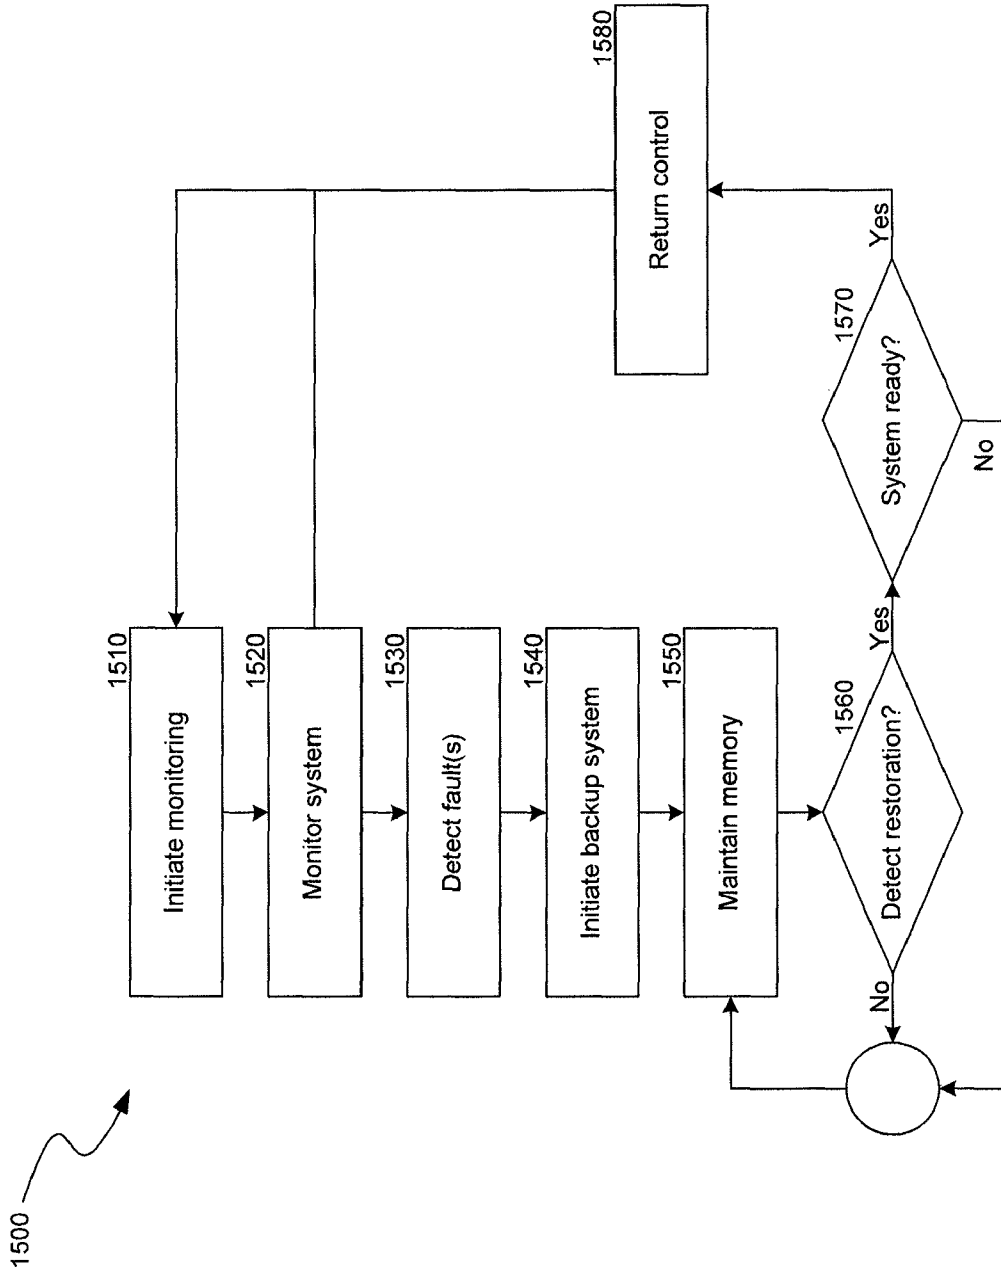 1500
1510
Initiate monitoring
1520
Monitor system
1530
Detect fault(s)
1540
Initiate backup system
1550
Maintain memory
1560
Detect restoration?
No
Yes
1570
System ready?
No
Yes
1580
Return control